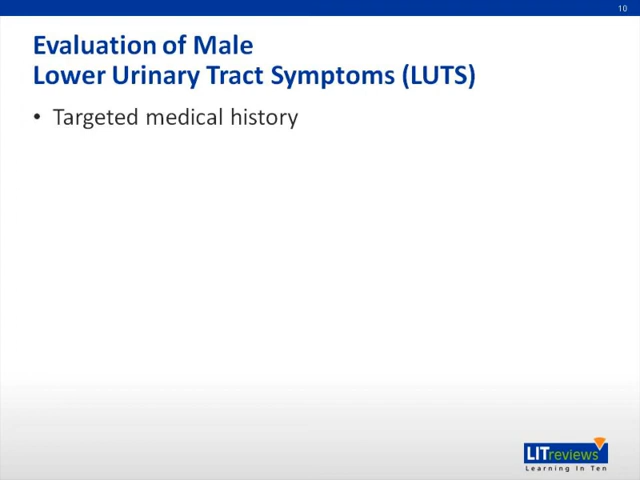 10
Evaluation of Male
Lower Urinary Tract Symptoms (LUTS)
• Targeted medical history
LITreviews
Learning In Ten